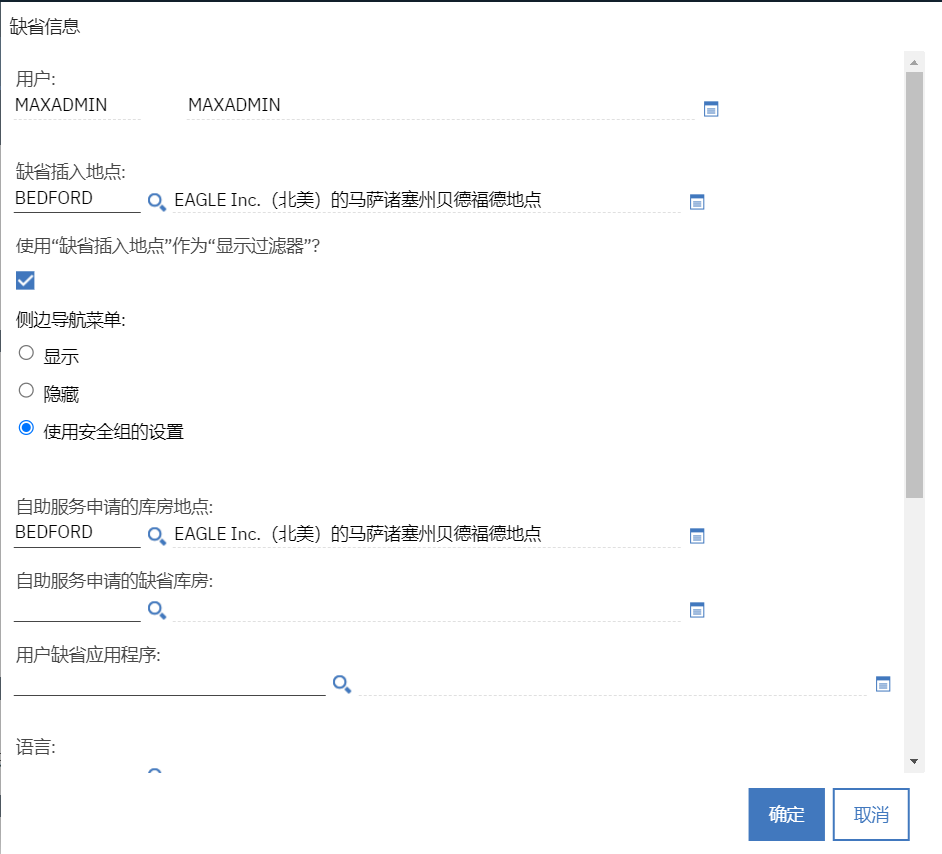 缺省信息
用户:
MAXADMIN MAXADMIN
缺省插入地点:
BEDFORD EAGLE Inc.（北美）的马萨诸塞州贝德福德地点
使用“缺省插入地点”作为“显示过滤器”?
侧边导航菜单:
显示
隐藏
使用安全组的设置
自助服务申请的库房地点:
BEDFORD EAGLE Inc.（北美）的马萨诸塞州贝德福德地点
自助服务申请的缺省库房:
用户缺省应用程序:
语言:
确定 取消